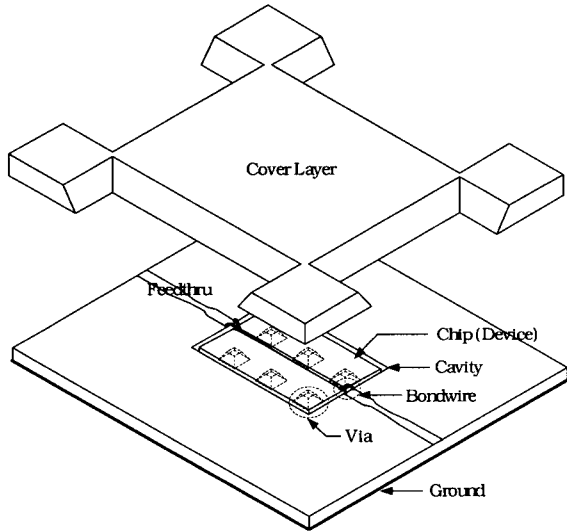 Cover Layer
Feedthru
Chip (Device)
Cavity
Bondwire
Via
Ground